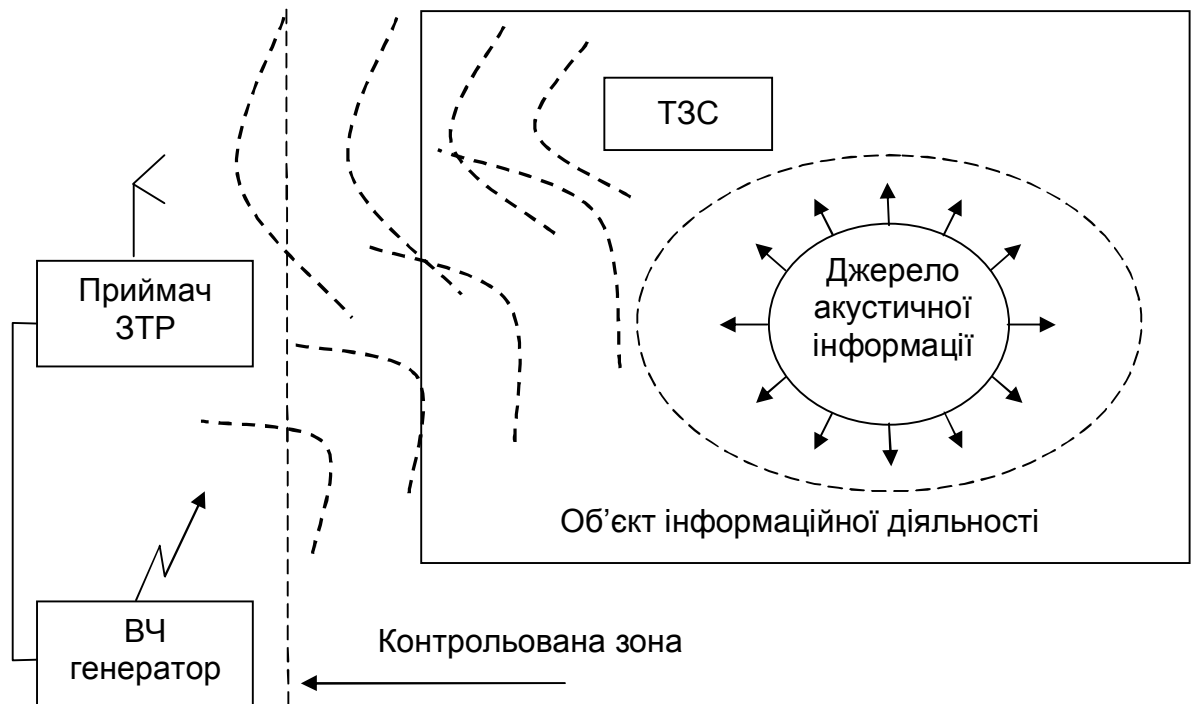 ТЗС
Приймач
ЗТР
Джерело
акустичної
інформації
Об’єкт інформаційної діяльності
ВЧ
генератор
Контрольована зона